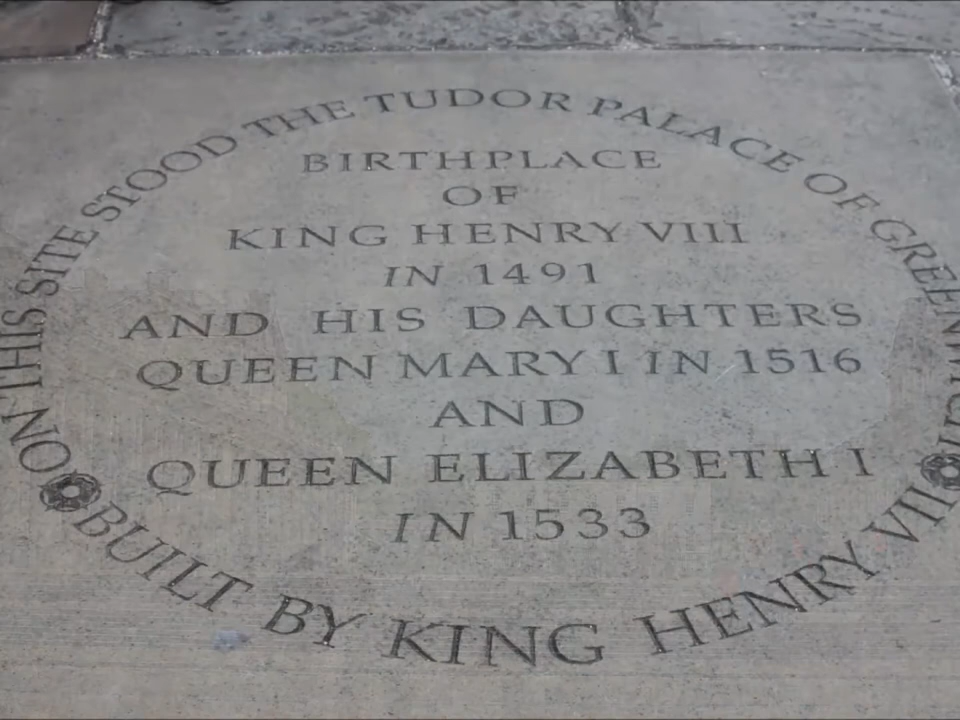 ON THIS SITE STOOD THE TUDOR PALACE OF GREENWICH
BIRTHPLACE
OF
KING HENRY VIII
IN 1491
AND HIS DAUGHTERS
QUEEN MARY I IN 1516
AND
QUEEN ELIZABETH I
IN 1533
BUILT BY KING HENRY VII